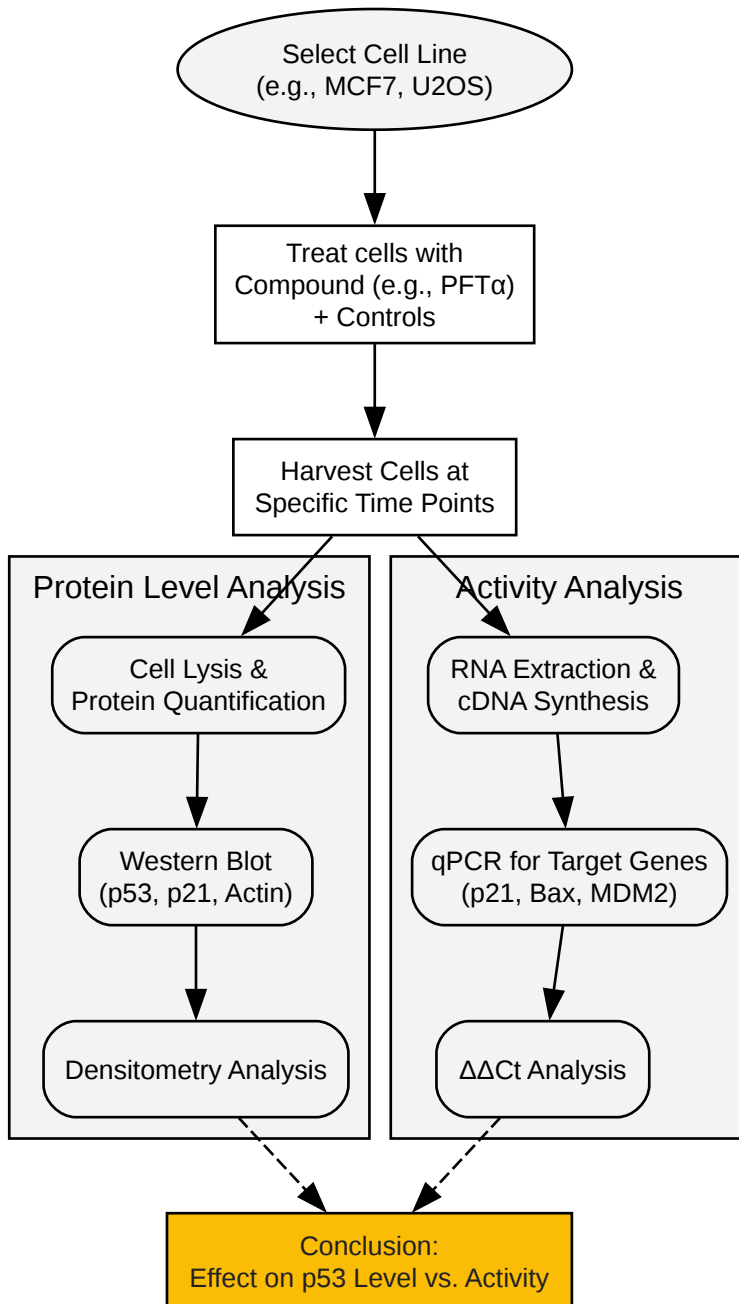 Select Cell Line
(e.g., MCF7, U2OS)
Treat cells with
Compound (e.g., PFTα)
+ Controls
Harvest Cells at
Specific Time Points
Protein Level Analysis
Cell Lysis &
Protein Quantification
Western Blot
(p53, p21, Actin)
Densitometry Analysis
Activity Analysis
RNA Extraction &
cDNA Synthesis
qPCR for Target Genes
(p21, Bax, MDM2)
ΔΔCt Analysis
Conclusion:
Effect on p53 Level vs. Activity